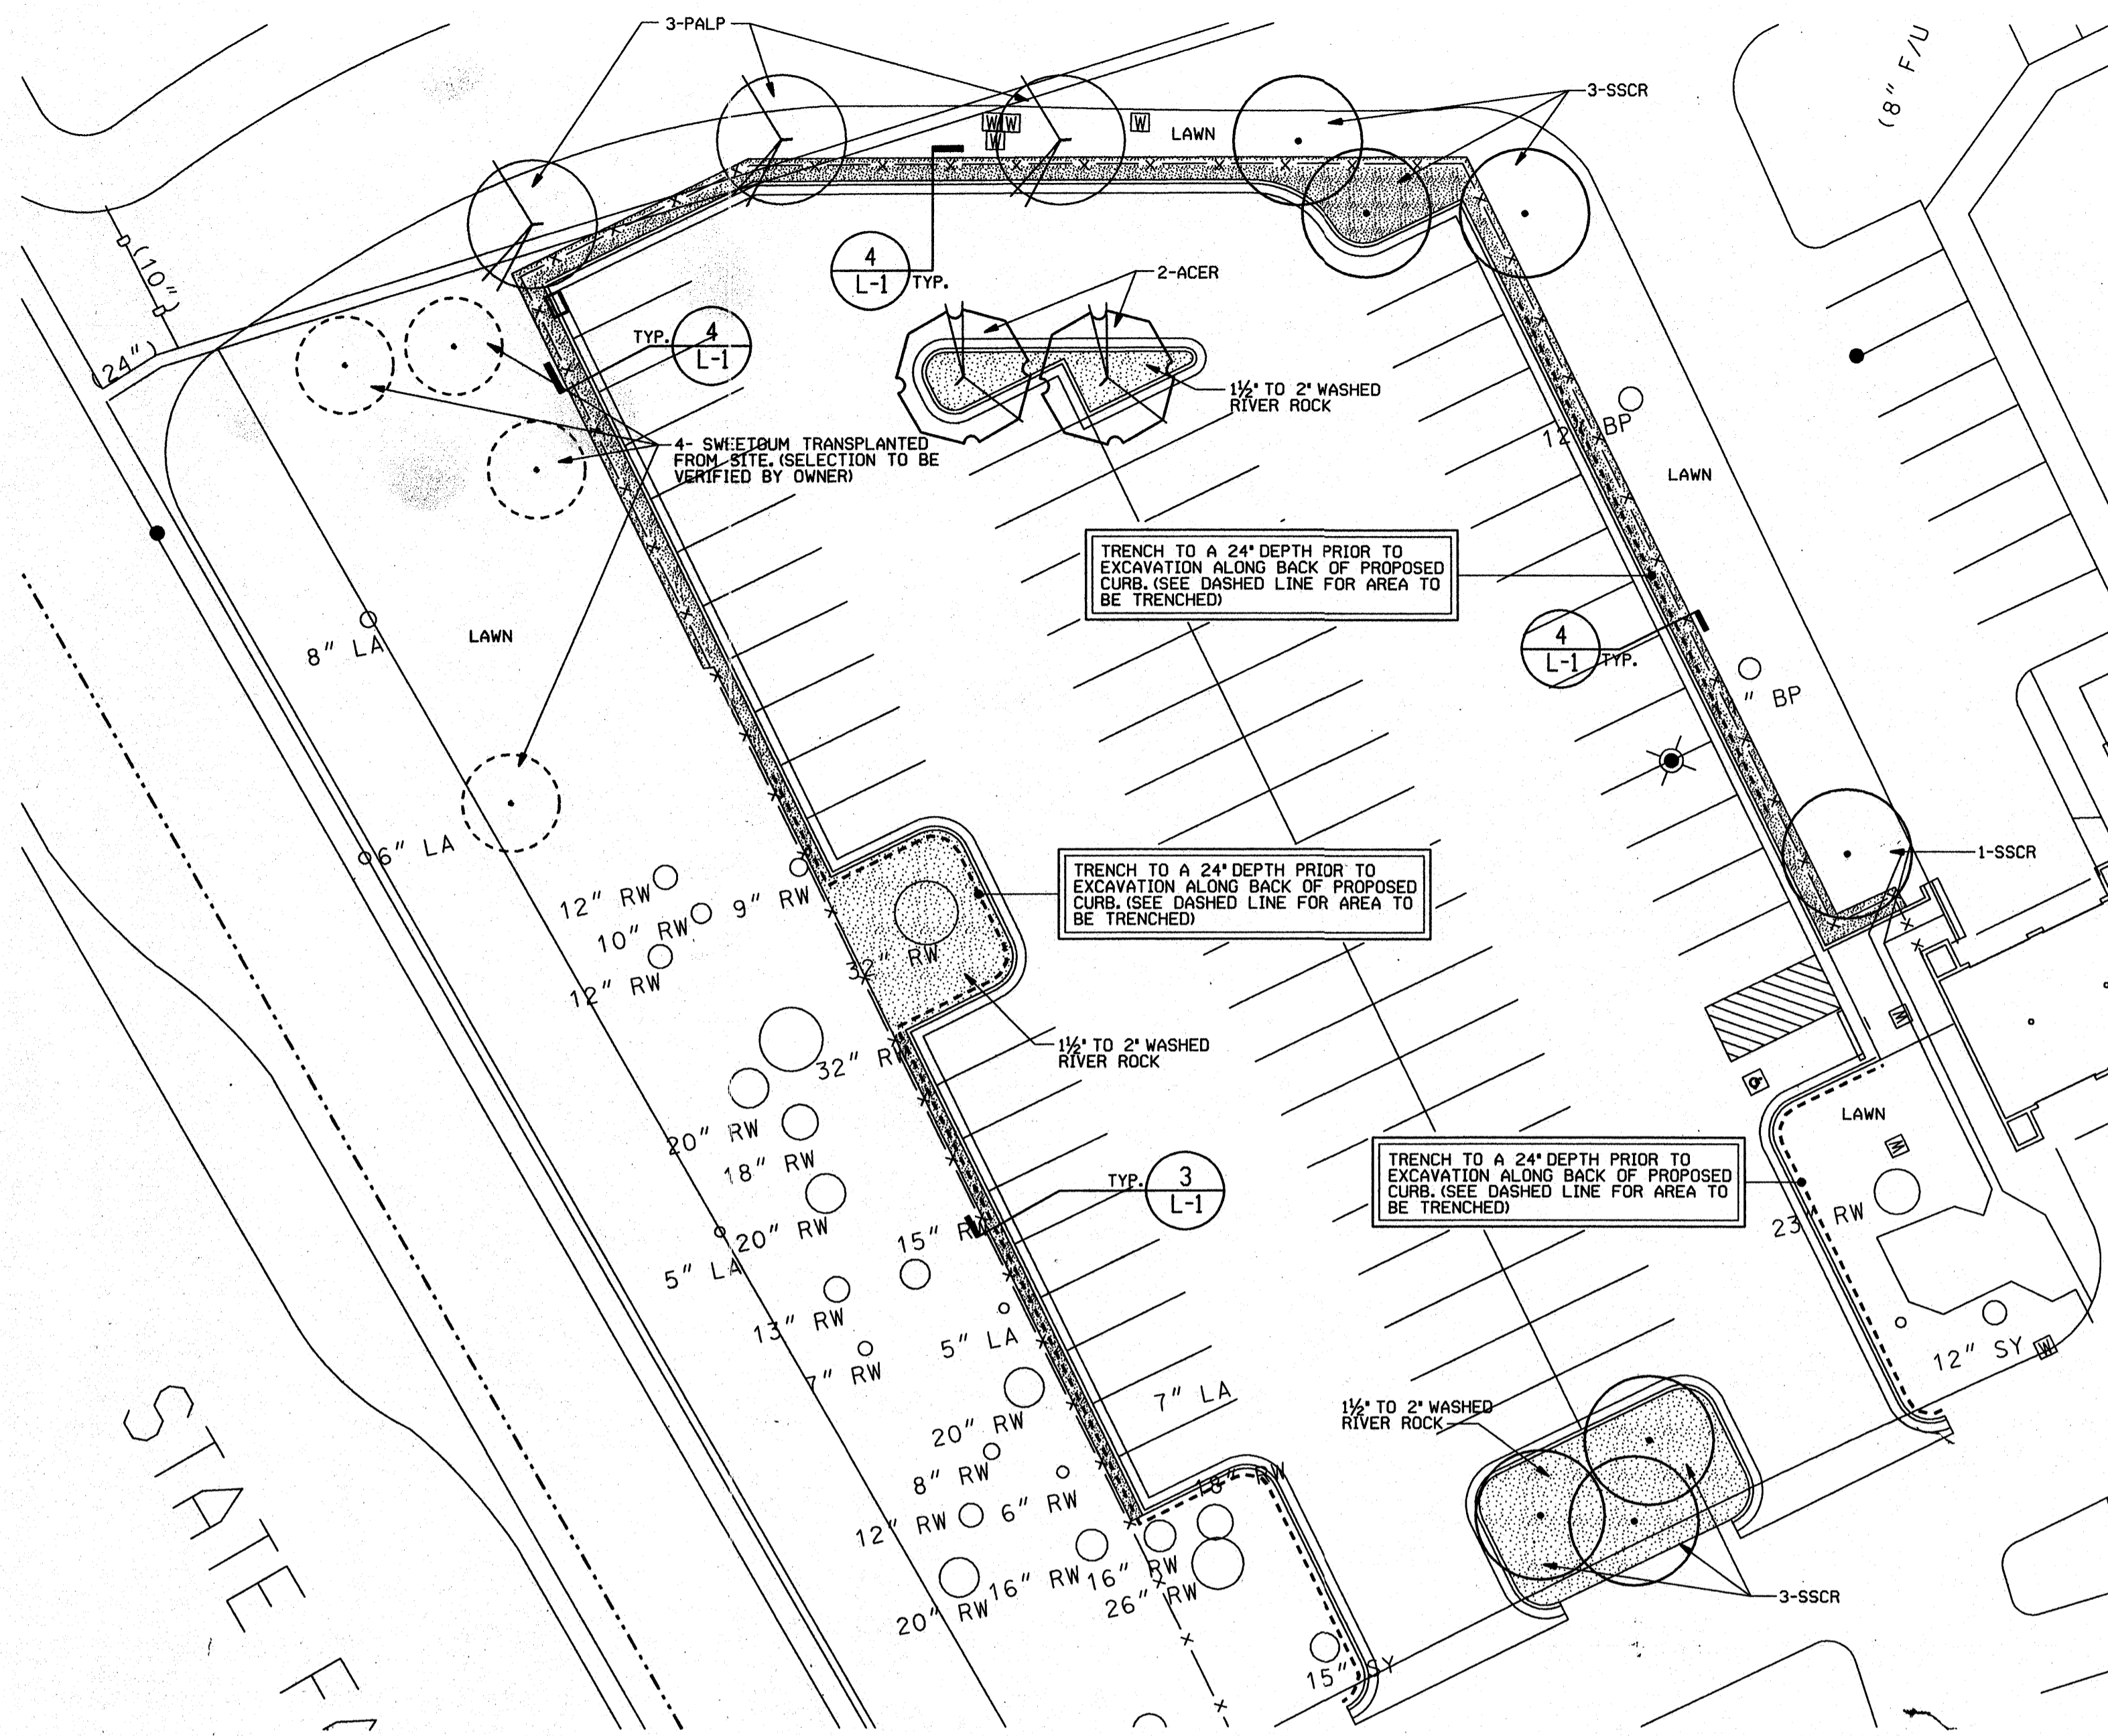 3-PALP
3-SSCR
(8" F/U
W W
W
W
LAWN
(10")
(24")
4
L-1
TYP.
2-ACER
TYP.
4
L-1
1½" TO 2" WASHED
RIVER ROCK
4- SWEETGUM TRANSPLANTED
FROM SITE. (SELECTION TO BE
VERIFIED BY OWNER)
12" BP
LAWN
TRENCH TO A 24" DEPTH PRIOR TO
EXCAVATION ALONG BACK OF PROPOSED
CURB. (SEE DASHED LINE FOR AREA TO
BE TRENCHED)
8" LA
LAWN
4
L-1
TYP.
" BP
6" LA
1-SSCR
TRENCH TO A 24" DEPTH PRIOR TO
EXCAVATION ALONG BACK OF PROPOSED
CURB. (SEE DASHED LINE FOR AREA TO
BE TRENCHED)
12" RW
9" RW
10" RW
32" RW
12" RW
W
32" RW
1½" TO 2" WASHED
RIVER ROCK
20" RW
18" RW
LAWN
W
TYP.
3
L-1
TRENCH TO A 24" DEPTH PRIOR TO
EXCAVATION ALONG BACK OF PROPOSED
CURB. (SEE DASHED LINE FOR AREA TO
BE TRENCHED)
23" RW
20" RW
15" RW
5" LA
13" RW
5" LA
7" RW
12" SY
W
7" LA
1½" TO 2" WASHED
RIVER ROCK
20" RW
8" RW
18" RW
6" RW
12" RW
16" RW
16" RW
26" RW
20" RW
3-SSCR
15" SY
STATE